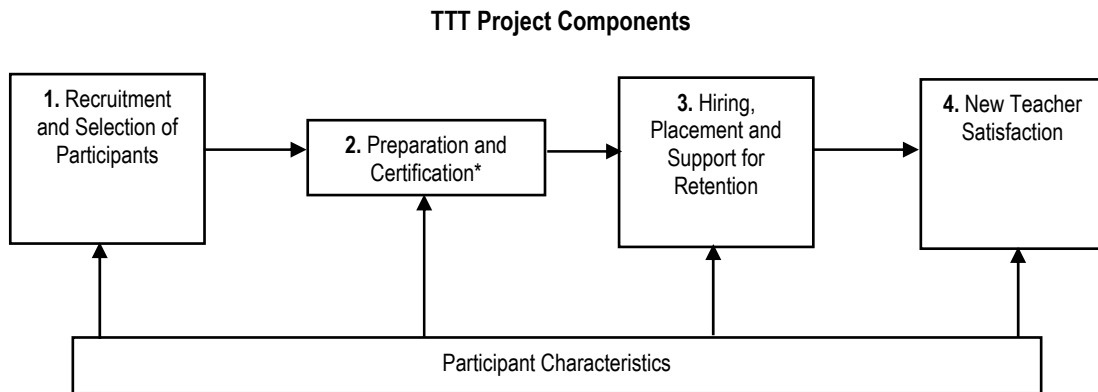 TTT Project Components
1. Recruitment
and Selection of
Participants
2. Preparation and
Certification*
3. Hiring,
Placement and
Support for
Retention
4. New Teacher
Satisfaction
Participant Characteristics